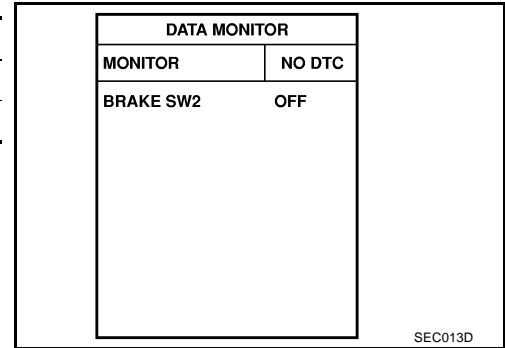 DATA MONITOR
MONITOR NO DTC
BRAKE SW2 OFF
SEC013D